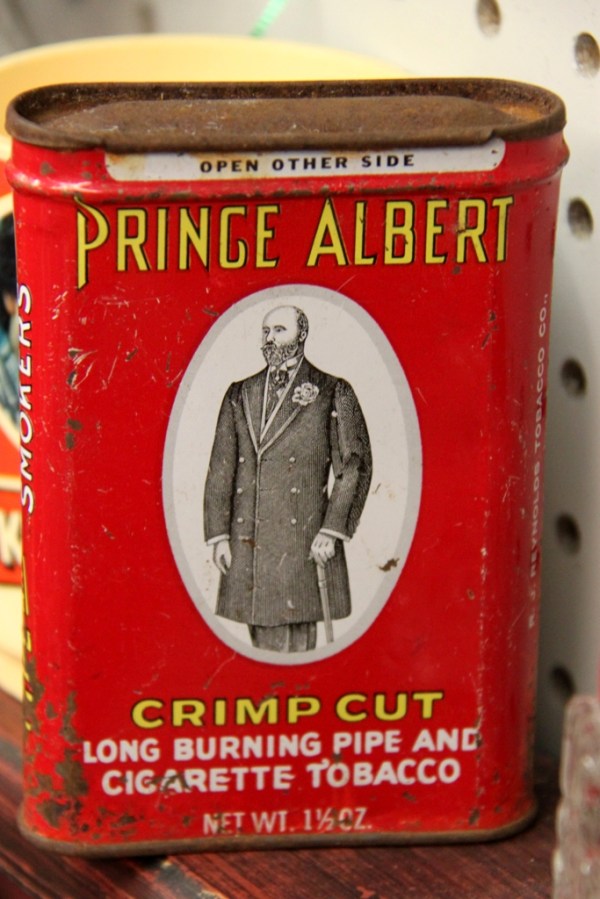 OPEN OTHER SIDE
PRINCE ALBERT
CRIMP CUT
LONG BURNING PIPE AND
CIGARETTE TOBACCO
NET WT. 1½ OZ.
SMOKERS
R. J. REYNOLDS TOBACCO CO.,